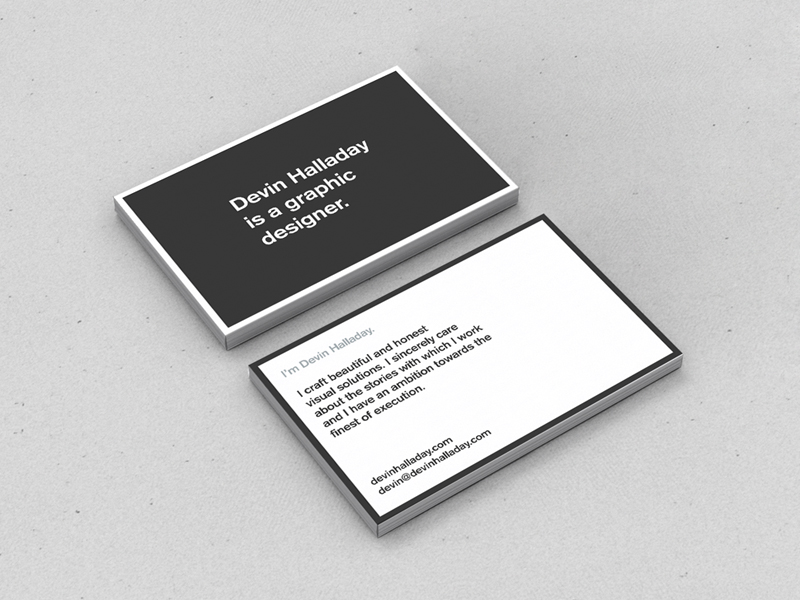 Devin Halladay
is a graphic
designer.
I'm Devin Halladay.
I craft beautiful and honest
visual solutions. I sincerely care
about the stories with which I work
and I have an ambition towards the
finest of execution.
devinhalladay.com
devin@devinhalladay.com